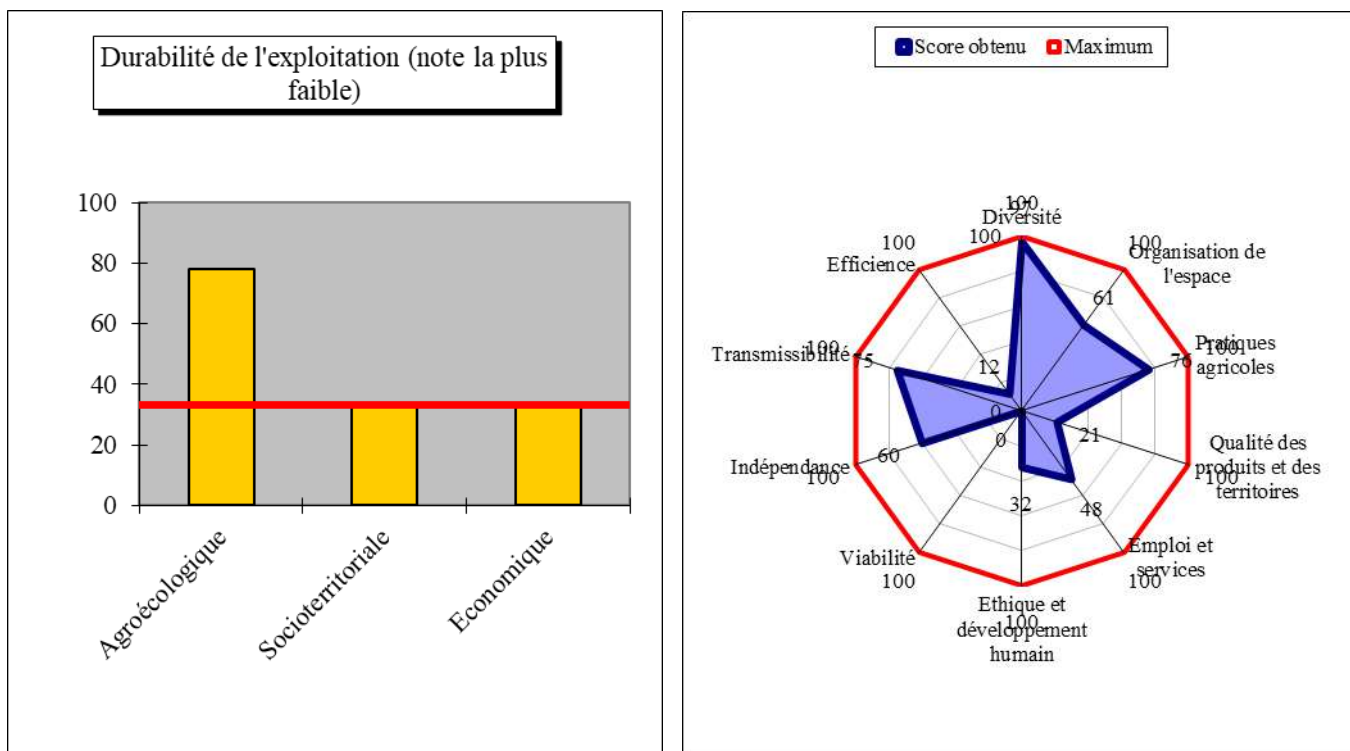 Durabilité de l'exploitation (note la plus
faible)
100
80
60
40
20
0
Agroécologique
Socioterritoriale
Economique
Score obtenu
Maximum
100
97
Diversité
100
100
Efficience
100
Organisation de
l'espace
61
100
Transmissibilité
75
Pratiques
100
agricoles
76
12
0
0
21
Indépendance
60
100
Qualité des
produits et des
territoires
100
32
48
Viabilité
100
Emploi et
services
100
Ethique et
100
développement
humain